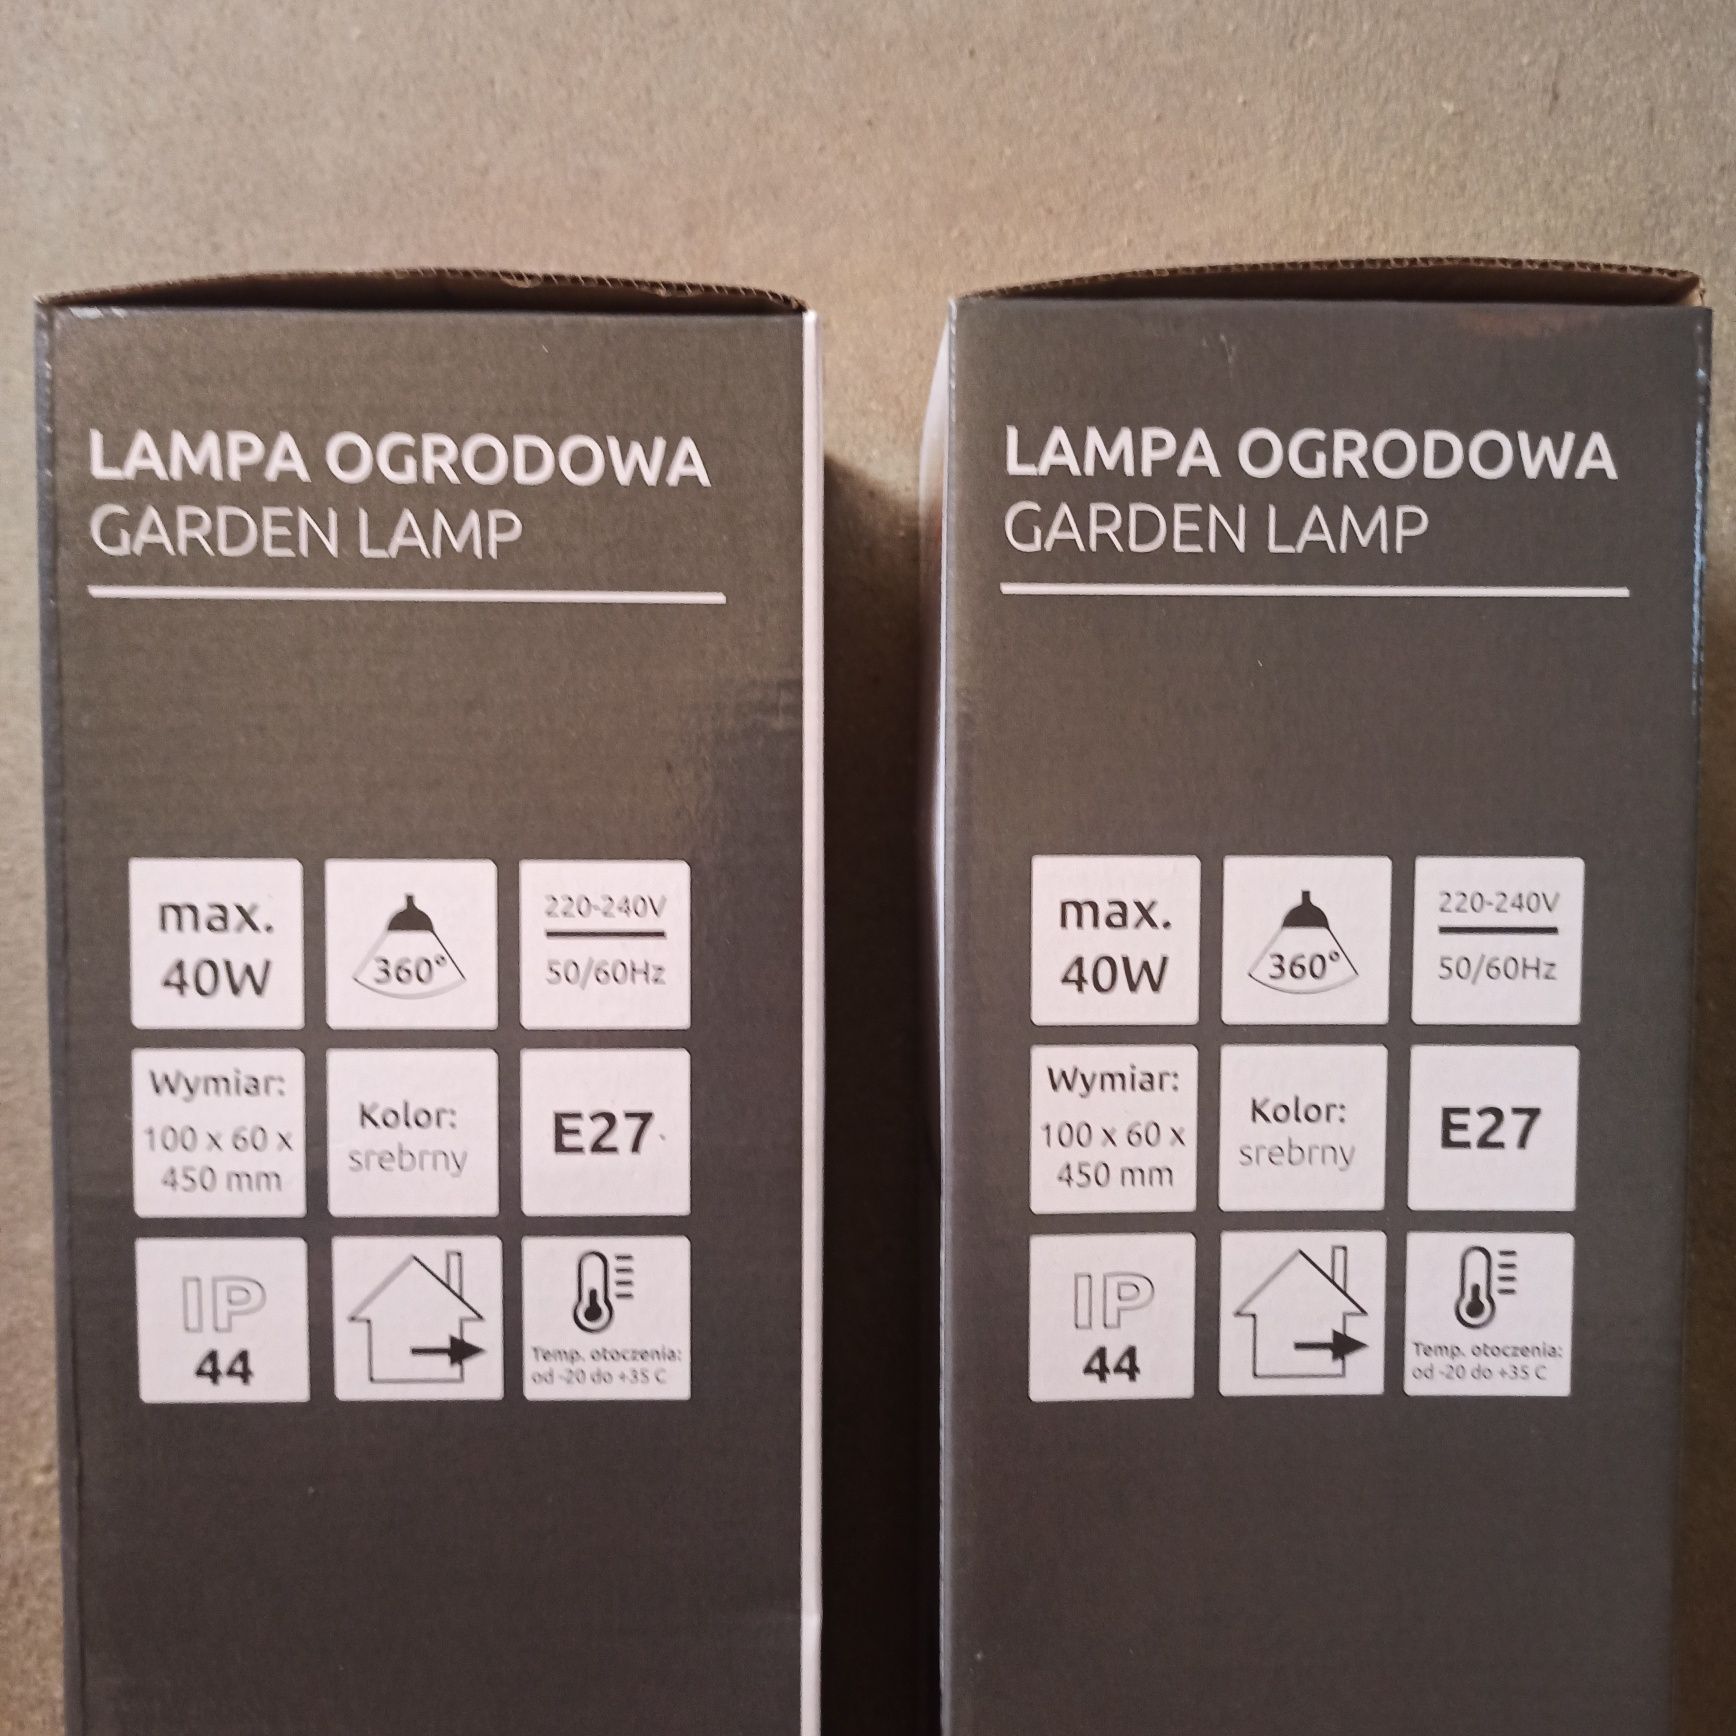 LAMPA OGRODOWA
GARDEN LAMP
max.
40W
360°
220-240V
50/60Hz
Wymiar:
100 x 60 x
450 mm
Kolor:
srebrny
E27
IP
44
Temp. otoczenia:
od -20 do +35 C
LAMPA OGRODOWA
GARDEN LAMP
max.
40W
360°
220-240V
50/60Hz
Wymiar:
100 x 60 x
450 mm
Kolor:
srebrny
E27
IP
44
Temp. otoczenia:
od -20 do +35 C